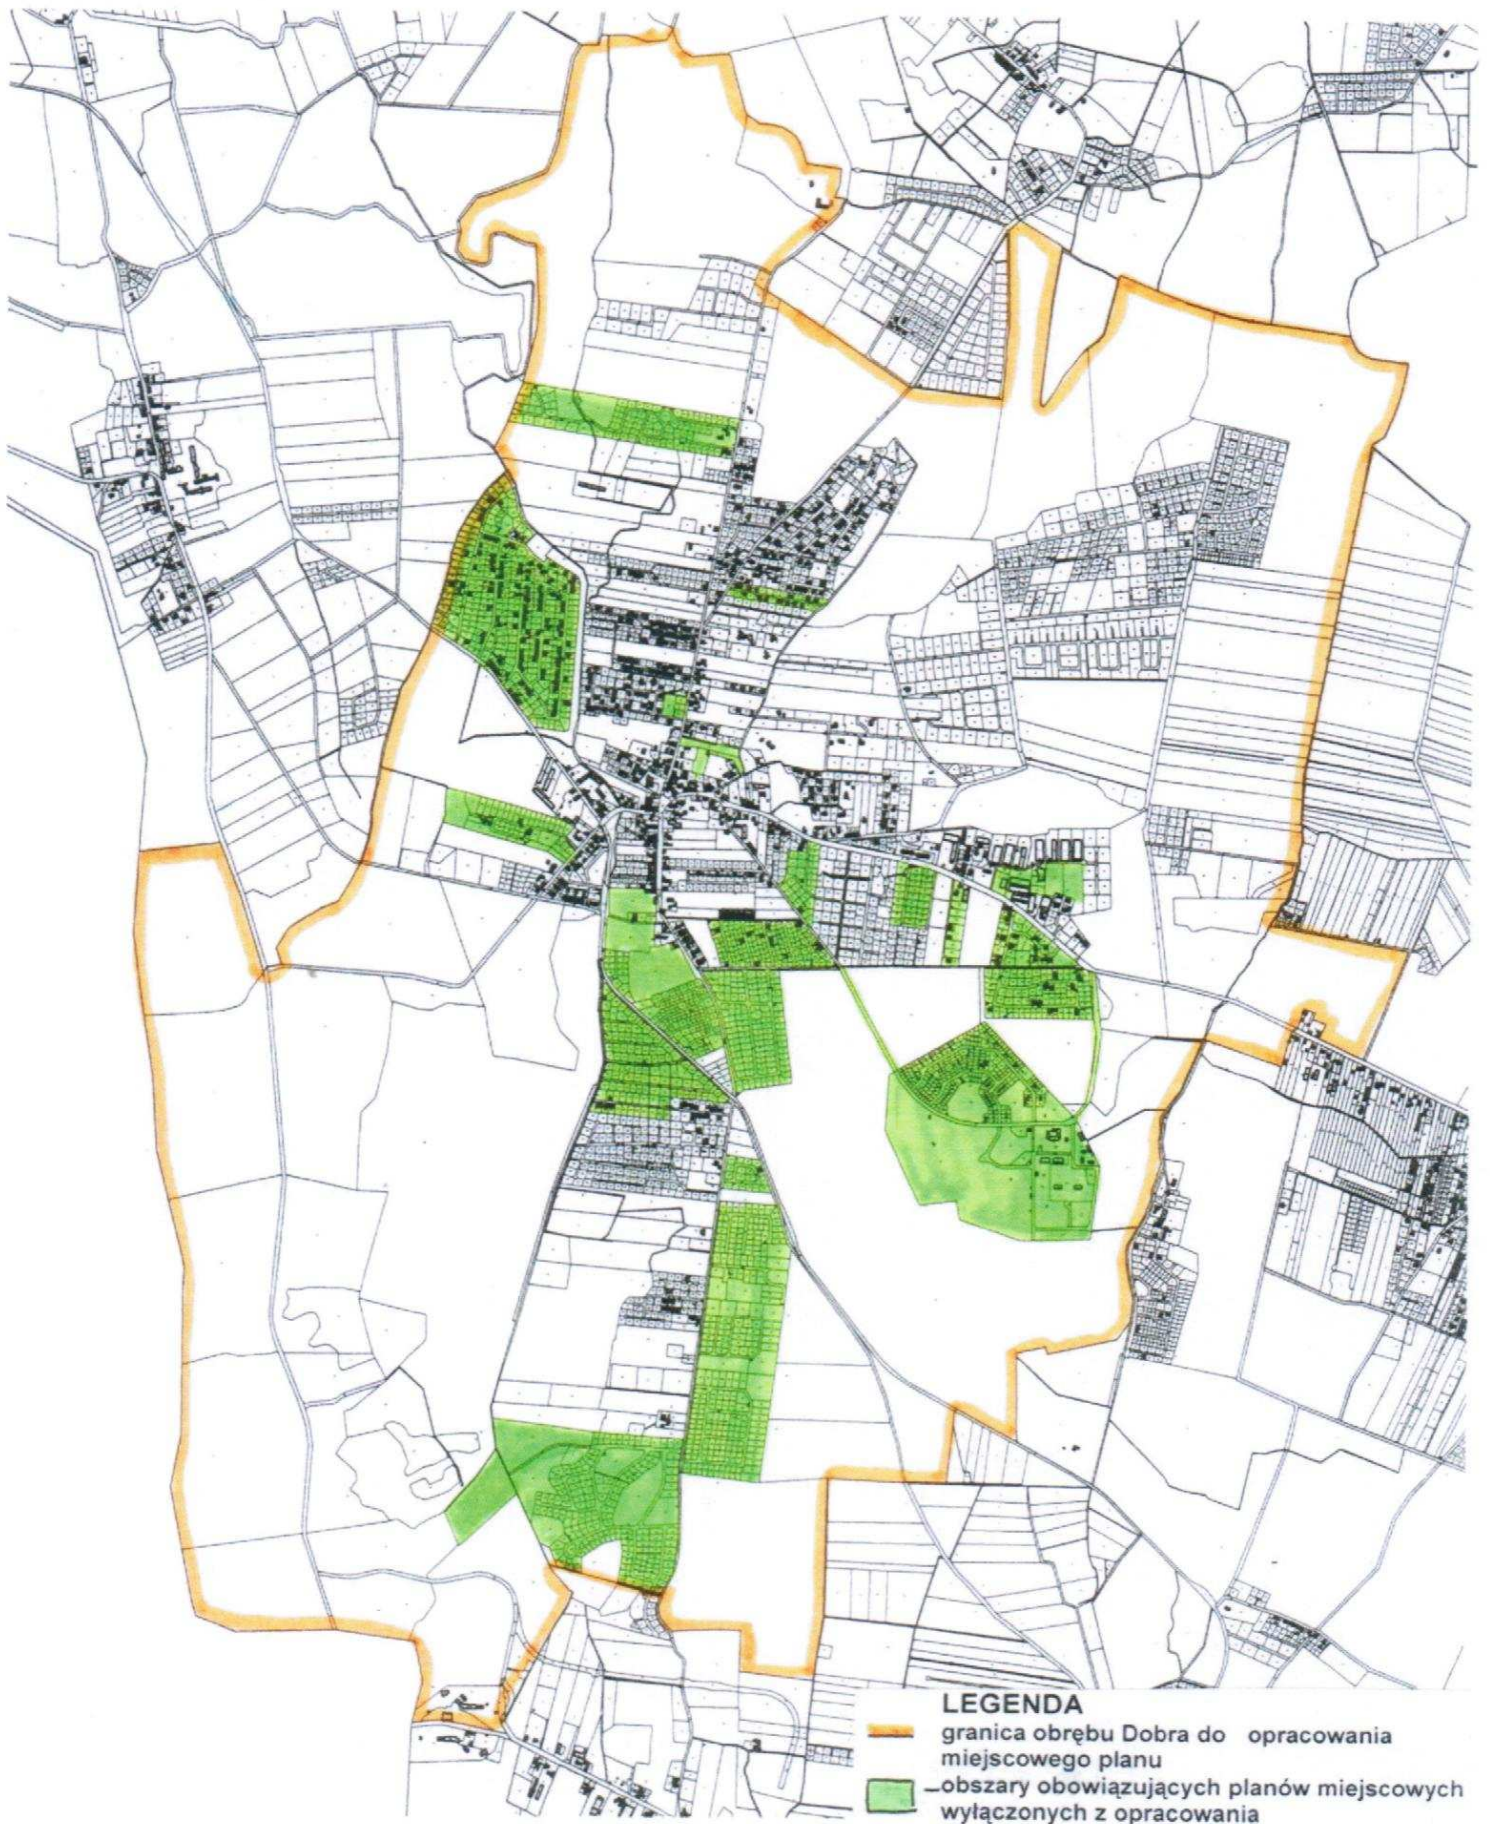 LEGENDA
granica obrębu Dobra do opracowania
miejscowego planu
obszary obowiązujących planów miejscowych
wyłączonych z opracowania